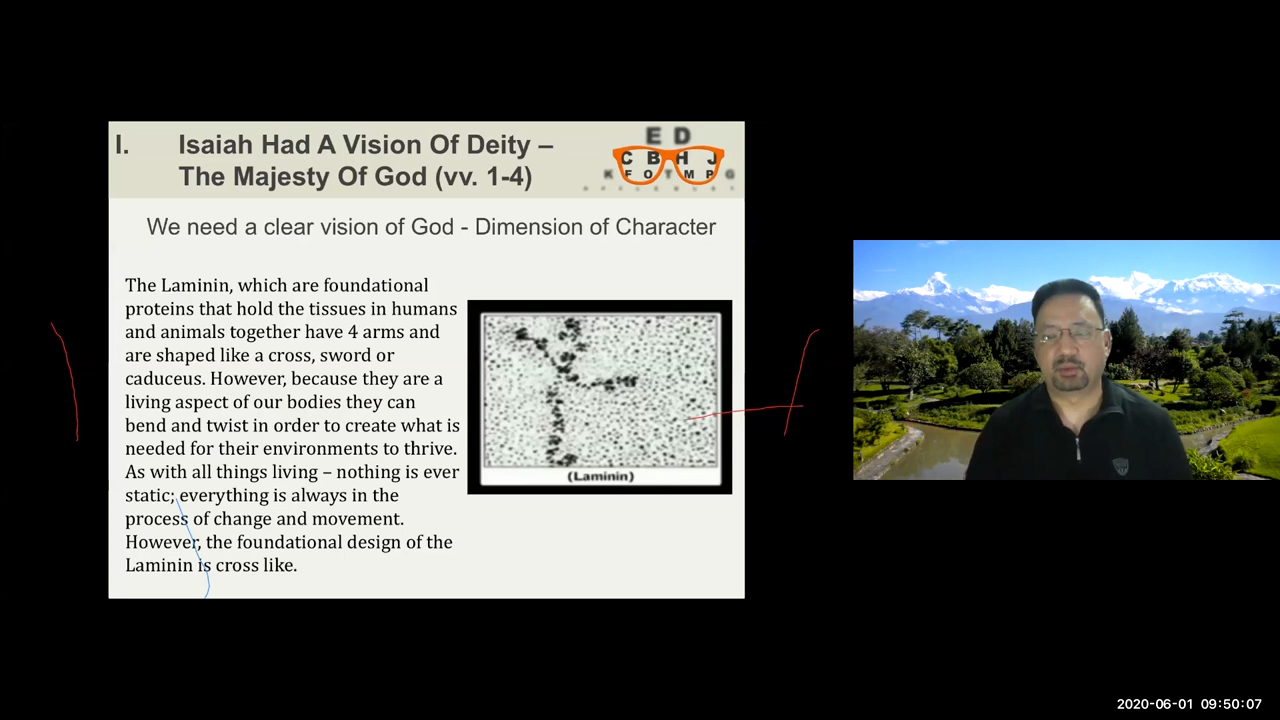 I. Isaiah Had A Vision Of Deity –
The Majesty Of God (vv. 1-4)
E D
C B H J
K F O T M P G
We need a clear vision of God - Dimension of Character
The Laminin, which are foundational
proteins that hold the tissues in humans
and animals together have 4 arms and
are shaped like a cross, sword or
caduceus. However, because they are a
living aspect of our bodies they can
bend and twist in order to create what is
needed for their environments to thrive.
As with all things living – nothing is ever
static; everything is always in the
process of change and movement.
However, the foundational design of the
Laminin is cross like.
(Laminin)
2020-06-01 09:50:07